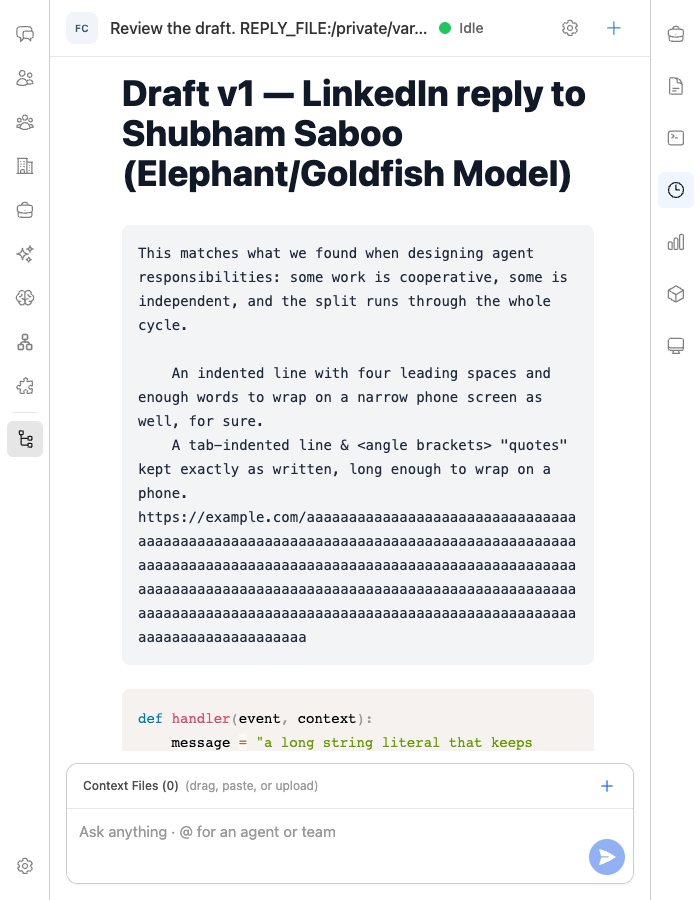 FC
Review the draft. REPLY_FILE:/private/var...
Idle
Draft v1 — LinkedIn reply to
Shubham Saboo
(Elephant/Goldfish Model)
This matches what we found when designing agent
responsibilities: some work is cooperative, some is
independent, and the split runs through the whole
cycle.
    An indented line with four leading spaces and
enough words to wrap on a narrow phone screen as
well, for sure.
    A tab-indented line & <angle brackets> "quotes"
kept exactly as written, long enough to wrap on a
phone.
https://example.com/aaaaaaaaaaaaaaaaaaaaaaaaaaaaaaaa
aaaaaaaaaaaaaaaaaaaaaaaaaaaaaaaaaaaaaaaaaaaaaaaaaaaa
aaaaaaaaaaaaaaaaaaaaaaaaaaaaaaaaaaaaaaaaaaaaaaaaaaaa
aaaaaaaaaaaaaaaaaaaaaaaaaaaaaaaaaaaaaaaaaaaaaaaaaaaa
aaaaaaaaaaaaaaaaaaaaaaaaaaaaaaaaaaaaaaaaaaaaaaaaaaaa
aaaaaaaaaaaaaaaaaaaa
def handler(event, context):
    message = "a long string literal that keeps
Context Files (0) (drag, paste, or upload)
Ask anything · @ for an agent or team